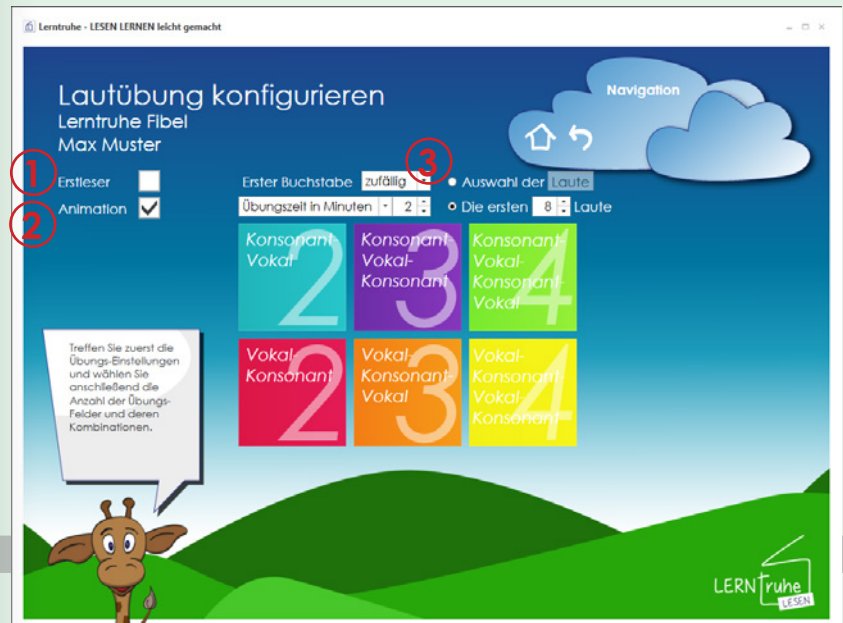 Lerntruhe - LESEN LERNEN leicht gemacht
Lautübung konfigurieren
Lerntruhe Fibel
Max Muster
Navigation
1
Erstleser
2
Animation
3
Erster Buchstabe zufällig
Auswahl der Laute
Übungszeit in Minuten 2
Die ersten 8 Laute
Konsonant-
Vokal
2
Konsonant-
Vokal-
Konsonant
3
Konsonant-
Vokal-
Konsonant-
Vokal
4
Vokal-
Konsonant
2
Vokal-
Konsonant-
Vokal
3
Vokal-
Konsonant-
Vokal-
Konsonant
4
Treffen Sie zuerst die
Übungs-Einstellungen
und wählen Sie
anschließend die
Anzahl der Übungs-
Felder und deren
Kombinationen.
LERNTruhe
LESEN